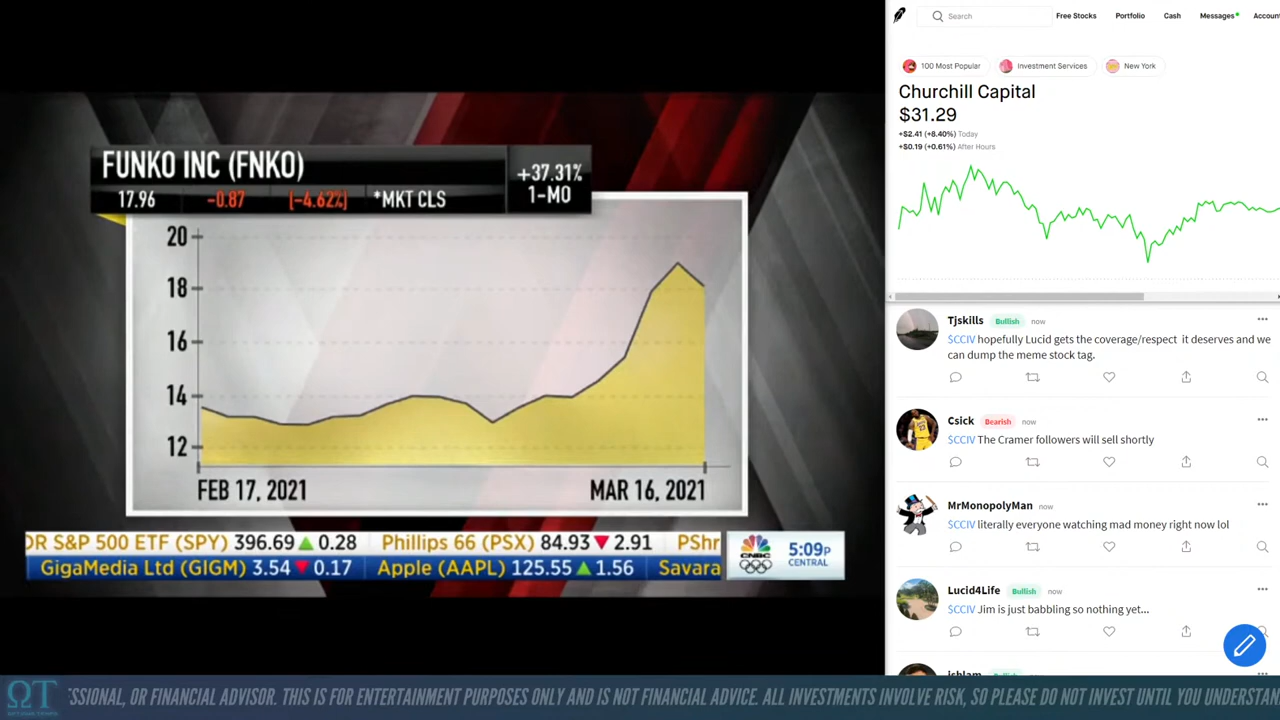 FUNKO INC (FNKO)
17.96 -0.87 (-4.62%) *MKT CLS
+37.31%
1-MO
20
18
16
14
12
FEB 17, 2021 MAR 16, 2021
DR S&P 500 ETF (SPY) 396.69 ▲ 0.28 Phillips 66 (PSX) 84.93 ▼ 2.91 PShr
GigaMedia Ltd (GIGM) 3.54 ▼ 0.17 Apple (AAPL) 125.55 ▲ 1.56 Savara
CNBC
5:09P
CENTRAL
Search
Free Stocks Portfolio Cash Messages Accoun
100 Most Popular Investment Services New York
Churchill Capital
$31.29
+$2.41 (+8.40%) Today
+$0.19 (+0.61%) After Hours
Tjskills Bullish now
$CCIV hopefully Lucid gets the coverage/respect it deserves and we
can dump the meme stock tag.
Csick Bearish now
$CCIV The Cramer followers will sell shortly
MrMonopolyMan now
$CCIV literally everyone watching mad money right now lol
Lucid4Life Bullish now
$CCIV Jim is just babbling so nothing yet...
ΩT
SSIONAL, OR FINANCIAL ADVISOR. THIS IS FOR ENTERTAINMENT PURPOSES ONLY AND IS NOT FINANCIAL ADVICE. ALL INVESTMENTS INVOLVE RISK, SO PLEASE DO NOT INVEST UNTIL YOU UNDERSTAN